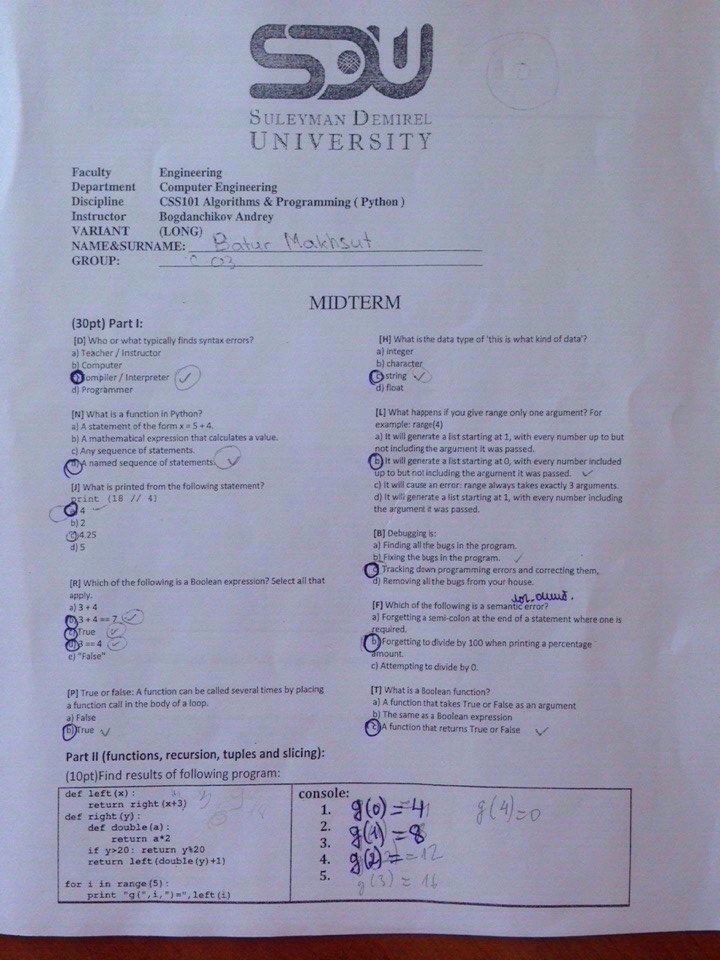 SDU
SULEYMAN DEMIREL
UNIVERSITY
Faculty Engineering
Department Computer Engineering
Discipline CSS101 Algorithms & Programming ( Python )
Instructor Bogdanchikov Andrey
VARIANT (LONG)
NAME&SURNAME: Batur Makhsut
GROUP: 03
MIDTERM
(30pt) Part I:
[D] Who or what typically finds syntax errors?
a) Teacher / Instructor
b) Computer
c) ompiler / Interpreter
d) Programmer
[N] What is a function in Python?
a) A statement of the form x = 5 + 4.
b) A mathematical expression that calculates a value.
c) Any sequence of statements.
d) A named sequence of statements.
[J] What is printed from the following statement?
print (18 // 4)
a) 4
b) 2
c) 4.25
d) 5
[R] Which of the following is a Boolean expression? Select all that
apply.
a) 3 + 4
b) 3 + 4 == 7
c) True
d) 3 == 4
e) "False"
[P] True or false: A function can be called several times by placing
a function call in the body of a loop.
a) False
b) True
[H] What is the data type of 'this is what kind of data'?
a) integer
b) character
c) string
d) float
[L] What happens if you give range only one argument? For
example: range(4)
a) It will generate a list starting at 1, with every number up to but
not including the argument it was passed.
b) It will generate a list starting at 0, with every number included
up to but not including the argument it was passed.
c) It will cause an error: range always takes exactly 3 arguments.
d) It will generate a list starting at 1, with every number including
the argument it was passed.
[B] Debugging is:
a) Finding all the bugs in the program.
b) Fixing the bugs in the program.
c) Tracking down programming errors and correcting them,
d) Removing all the bugs from your house.
[F] Which of the following is a semantic error?
a) Forgetting a semi-colon at the end of a statement where one is
required.
b) Forgetting to divide by 100 when printing a percentage
amount.
c) Attempting to divide by 0.
[T] What is a Boolean function?
a) A function that takes True or False as an argument
b) The same as a Boolean expression
c) A function that returns True or False
Part II (functions, recursion, tuples and slicing):
(10pt)Find results of following program:
def left(x):
return right(x+3)
def right(y):
def double(a):
return a*2
if y>20: return y%20
return left(double(y)+1)
for i in range(5):
print "g(",i,")=",left(i)
console:
1. g(0)=4 g(4)=0
2. g(1)=8
3.
4. g(2)= =12
5. g(3)= 16